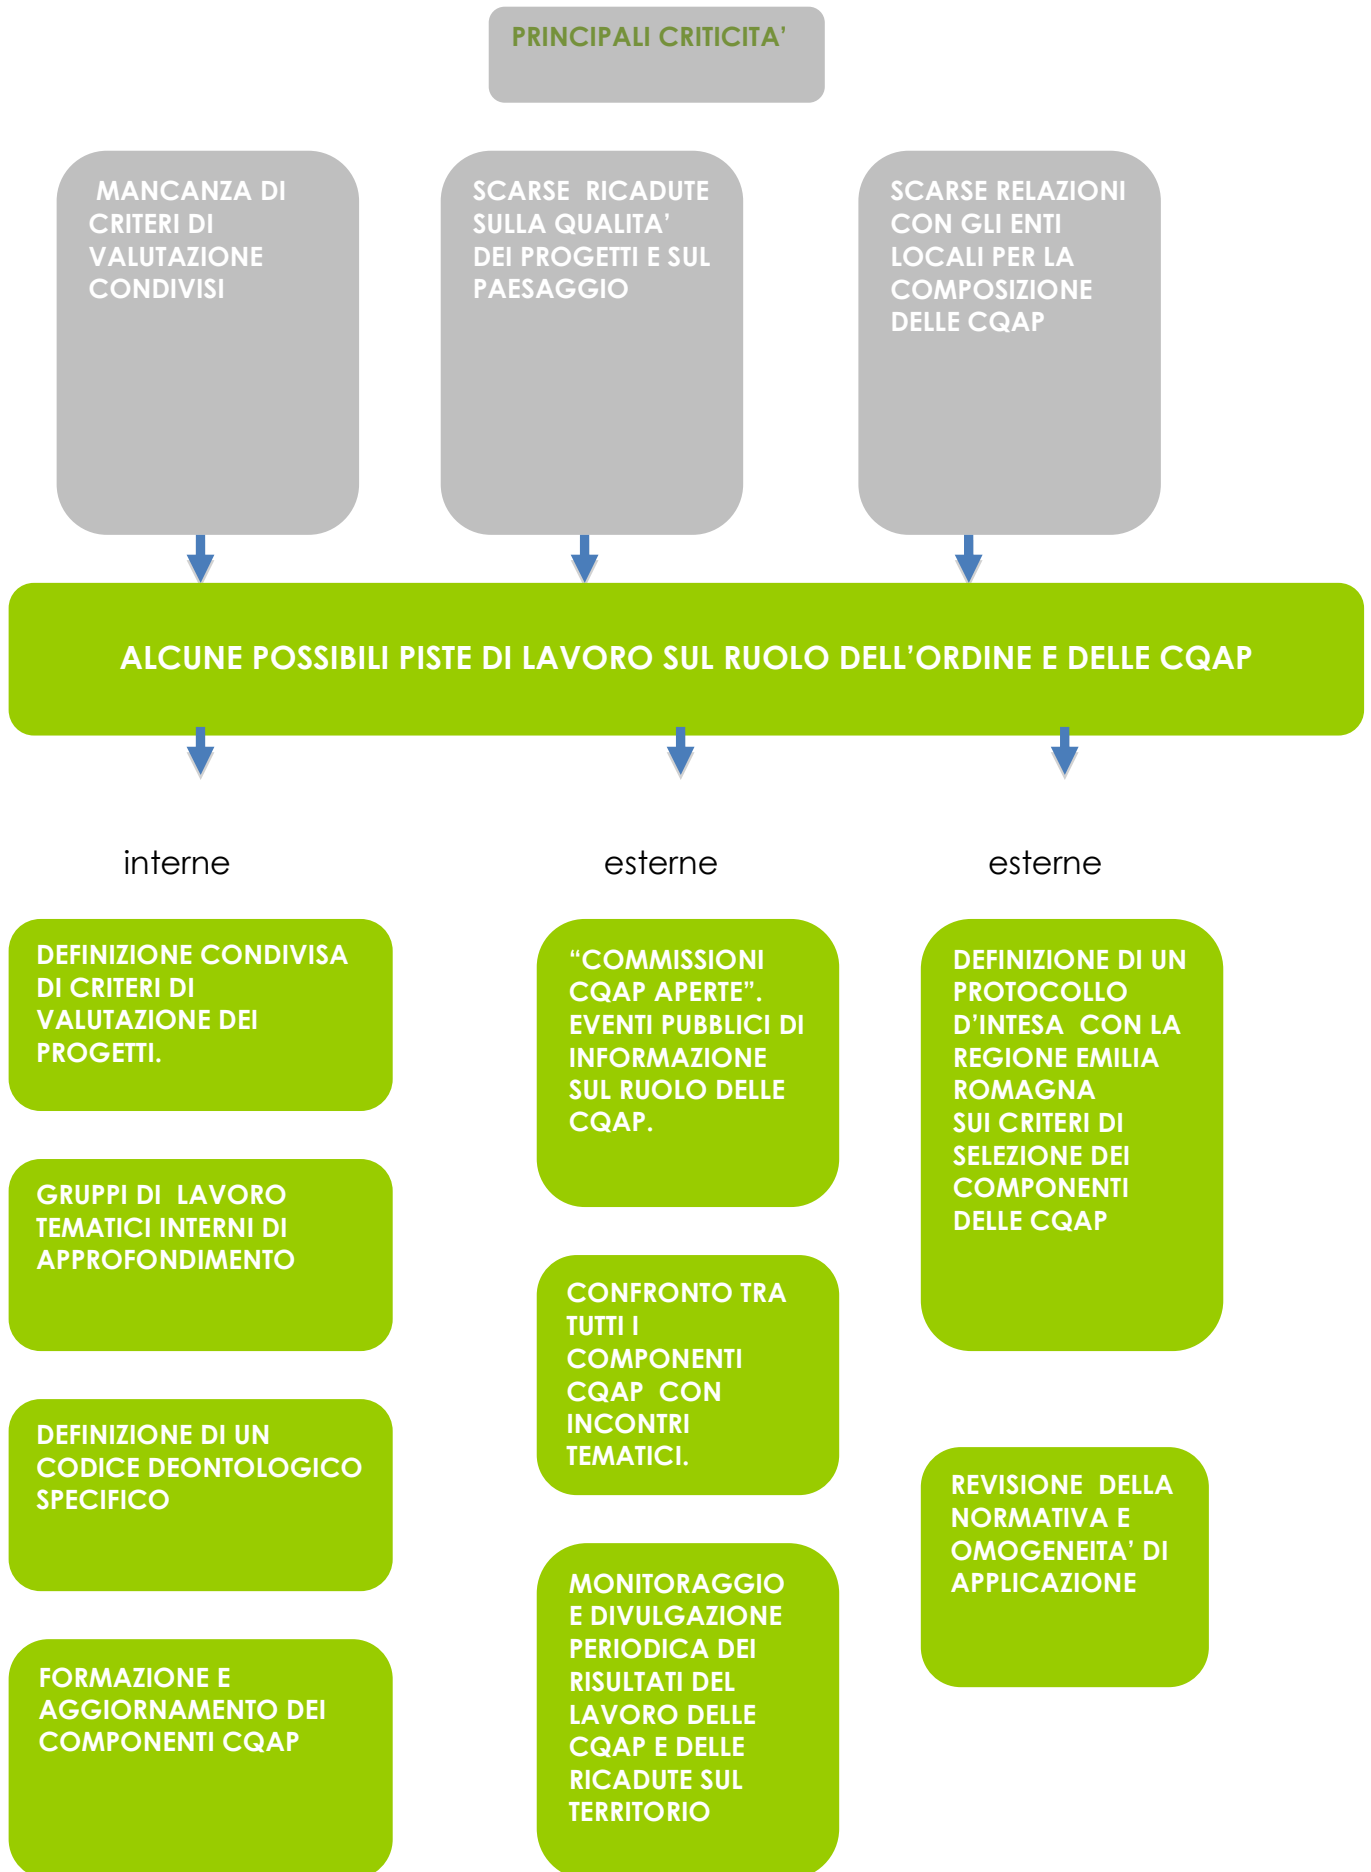 PRINCIPALI CRITICITA’
MANCANZA DI
CRITERI DI
VALUTAZIONE
CONDIVISI
SCARSE RICADUTE
SULLA QUALITA’
DEI PROGETTI E SUL
PAESAGGIO
SCARSE RELAZIONI
CON GLI ENTI
LOCALI PER LA
COMPOSIZIONE
DELLE CQAP
ALCUNE POSSIBILI PISTE DI LAVORO SUL RUOLO DELL’ORDINE E DELLE CQAP
interne
DEFINIZIONE CONDIVISA
DI CRITERI DI
VALUTAZIONE DEI
PROGETTI.
GRUPPI DI LAVORO
TEMATICI INTERNI DI
APPROFONDIMENTO
DEFINIZIONE DI UN
CODICE DEONTOLOGICO
SPECIFICO
FORMAZIONE E
AGGIORNAMENTO DEI
COMPONENTI CQAP
esterne
“COMMISSIONI
CQAP APERTE”.
EVENTI PUBBLICI DI
INFORMAZIONE
SUL RUOLO DELLE
CQAP.
CONFRONTO TRA
TUTTI I
COMPONENTI
CQAP CON
INCONTRI
TEMATICI.
MONITORAGGIO
E DIVULGAZIONE
PERIODICA DEI
RISULTATI DEL
LAVORO DELLE
CQAP E DELLE
RICADUTE SUL
TERRITORIO
esterne
DEFINIZIONE DI UN
PROTOCOLLO
D’INTESA CON LA
REGIONE EMILIA
ROMAGNA
SUI CRITERI DI
SELEZIONE DEI
COMPONENTI
DELLE CQAP
REVISIONE DELLA
NORMATIVA E
OMOGENEITA’ DI
APPLICAZIONE